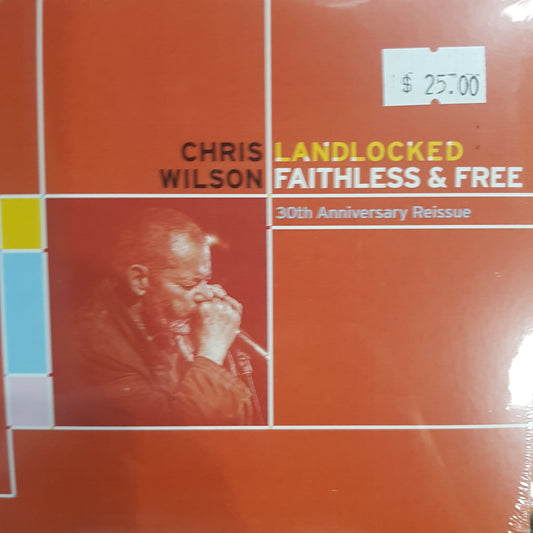 $ 25.00
CHRIS
WILSON
LANDLOCKED
FAITHLESS & FREE
30th Anniversary Reissue